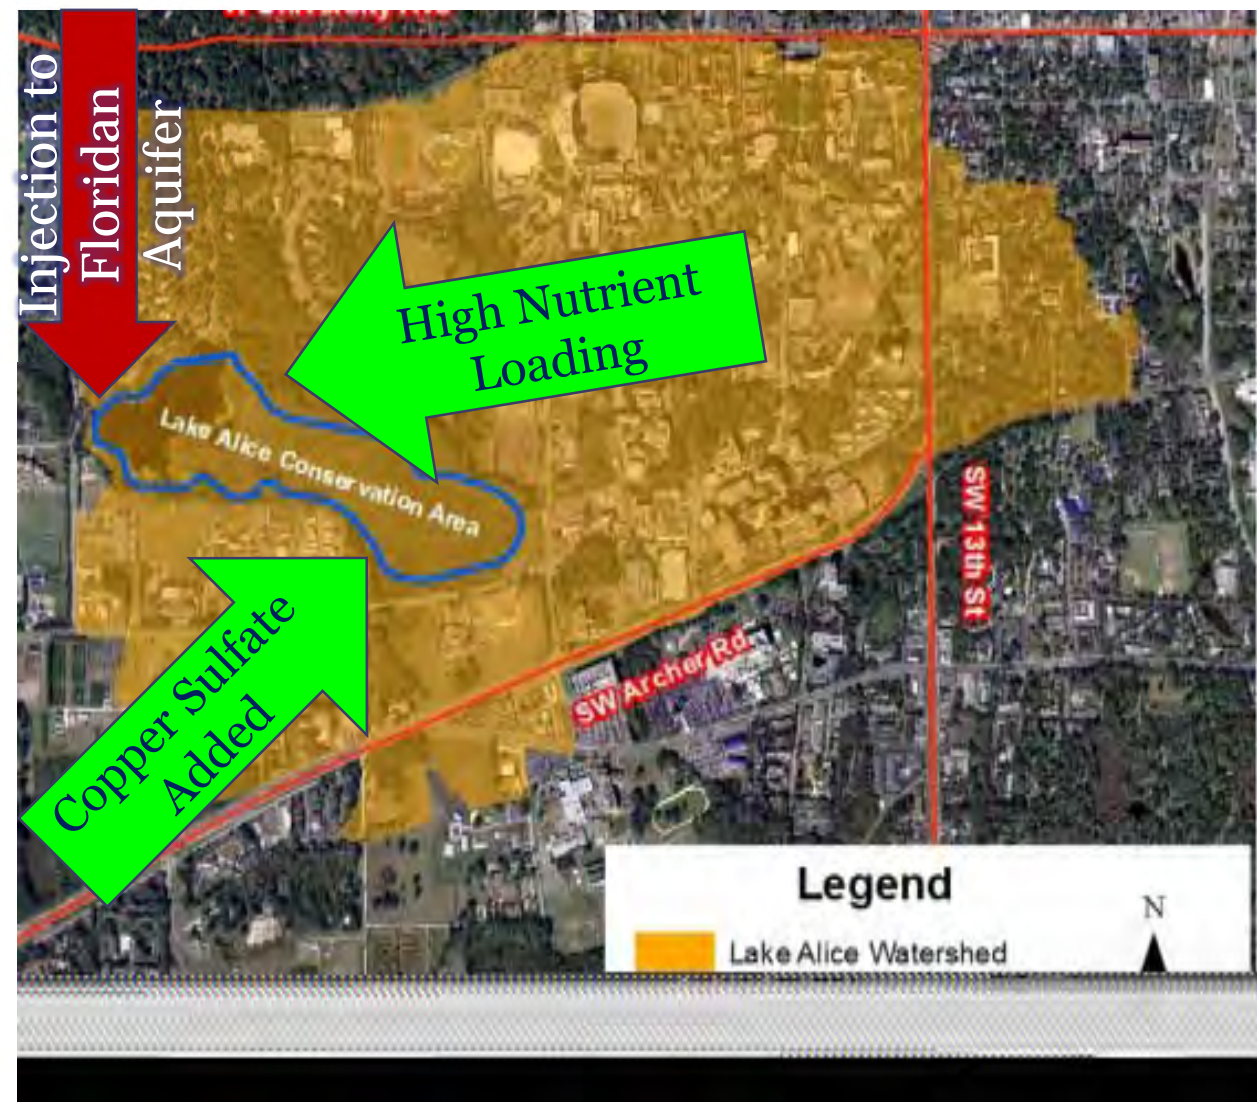 Injection to
Floridan
Aquifer
High Nutrient
Loading
Lake Alice Conservation Area
SW 13th St
SW Archer Rd
Copper Sulfate
Added
Legend
N
Lake Alice Watershed